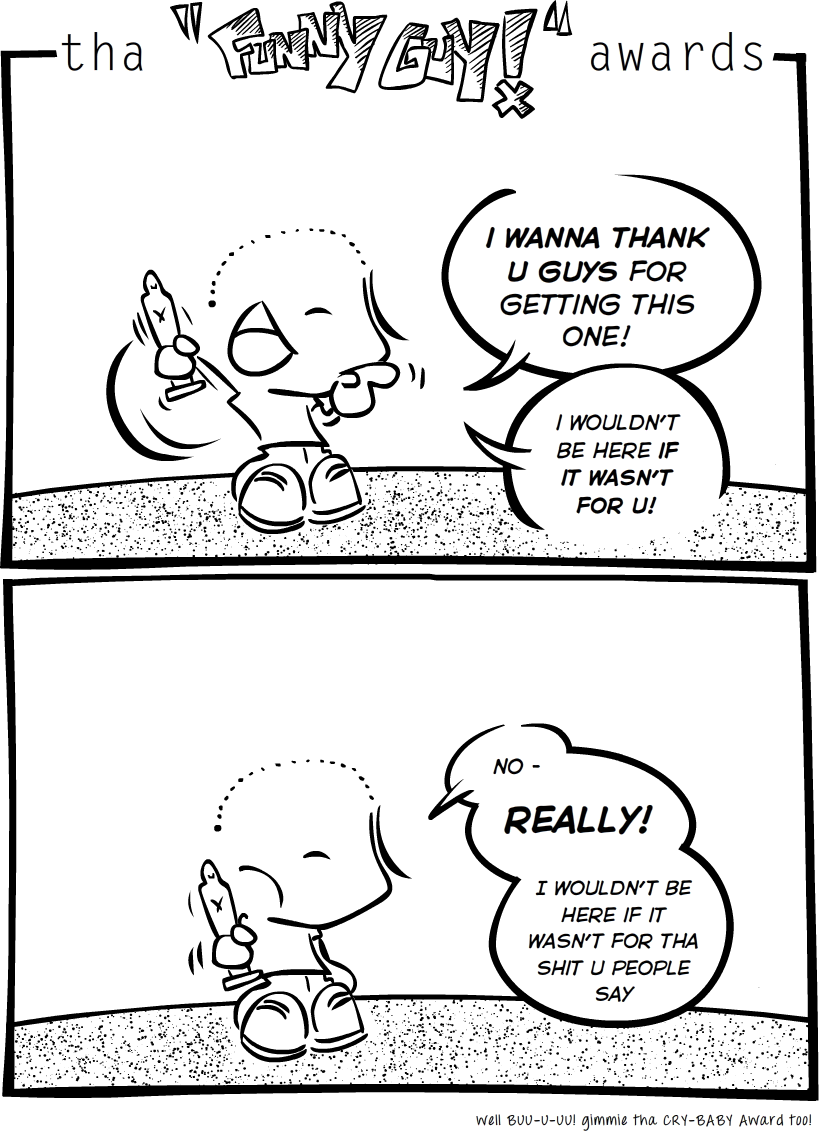 tha "FUNNY GUY!" awards
I WANNA THANK
U GUYS FOR
GETTING THIS
ONE!
I WOULDN'T
BE HERE IF
IT WASN'T
FOR U!
NO -
REALLY!
I WOULDN'T BE
HERE IF IT
WASN'T FOR THA
SHIT U PEOPLE
SAY
well BUU-U-UU! gimmie tha CRY-BABY Award too!